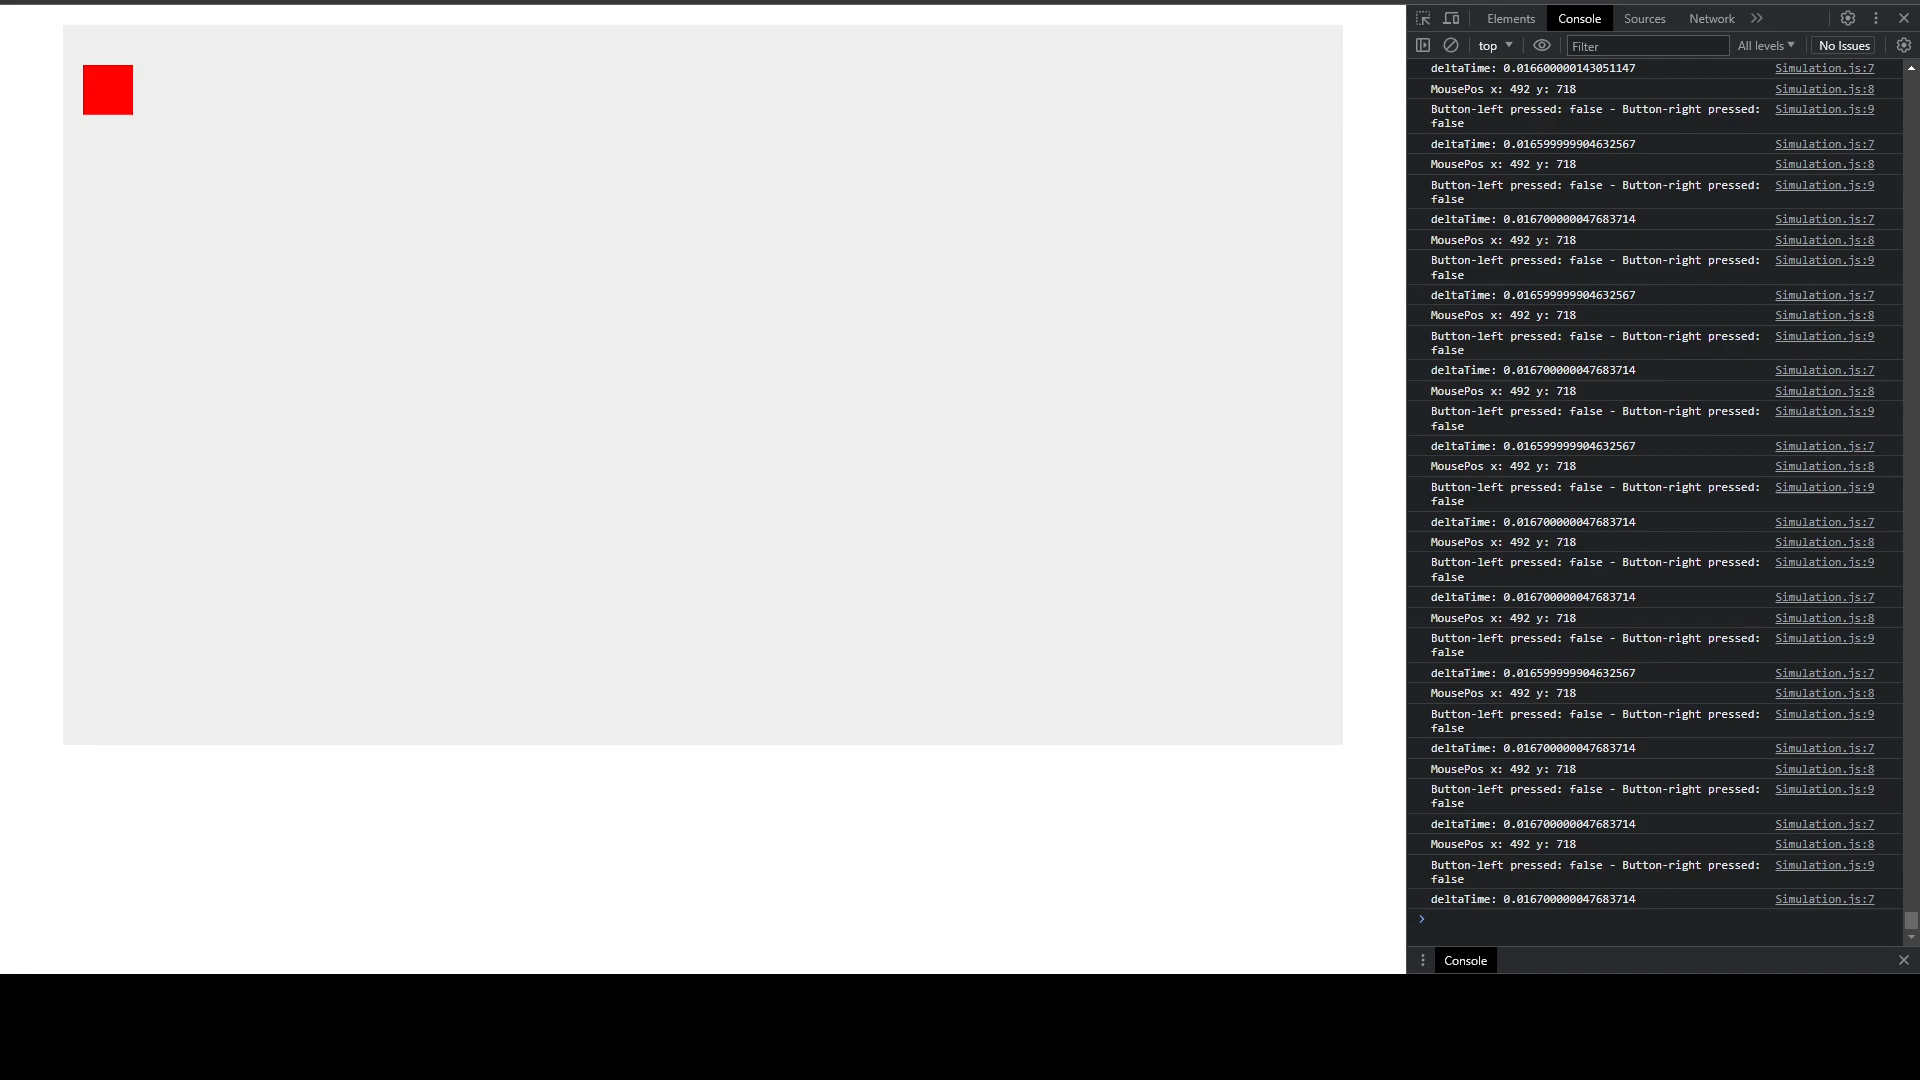 Elements Console Sources Network
top Filter All levels No Issues
deltaTime: 0.016600000143051147 Simulation.js:7
MousePos x: 492 y: 718 Simulation.js:8
Button-left pressed: false - Button-right pressed: Simulation.js:9
false
deltaTime: 0.016599999904632567 Simulation.js:7
MousePos x: 492 y: 718 Simulation.js:8
Button-left pressed: false - Button-right pressed: Simulation.js:9
false
deltaTime: 0.016700000047683714 Simulation.js:7
MousePos x: 492 y: 718 Simulation.js:8
Button-left pressed: false - Button-right pressed: Simulation.js:9
false
deltaTime: 0.016599999904632567 Simulation.js:7
MousePos x: 492 y: 718 Simulation.js:8
Button-left pressed: false - Button-right pressed: Simulation.js:9
false
deltaTime: 0.016700000047683714 Simulation.js:7
MousePos x: 492 y: 718 Simulation.js:8
Button-left pressed: false - Button-right pressed: Simulation.js:9
false
deltaTime: 0.016599999904632567 Simulation.js:7
MousePos x: 492 y: 718 Simulation.js:8
Button-left pressed: false - Button-right pressed: Simulation.js:9
false
deltaTime: 0.016700000047683714 Simulation.js:7
MousePos x: 492 y: 718 Simulation.js:8
Button-left pressed: false - Button-right pressed: Simulation.js:9
false
deltaTime: 0.016700000047683714 Simulation.js:7
MousePos x: 492 y: 718 Simulation.js:8
Button-left pressed: false - Button-right pressed: Simulation.js:9
false
deltaTime: 0.016599999904632567 Simulation.js:7
MousePos x: 492 y: 718 Simulation.js:8
Button-left pressed: false - Button-right pressed: Simulation.js:9
false
deltaTime: 0.016700000047683714 Simulation.js:7
MousePos x: 492 y: 718 Simulation.js:8
Button-left pressed: false - Button-right pressed: Simulation.js:9
false
deltaTime: 0.016700000047683714 Simulation.js:7
MousePos x: 492 y: 718 Simulation.js:8
Button-left pressed: false - Button-right pressed: Simulation.js:9
false
deltaTime: 0.016700000047683714 Simulation.js:7
Console